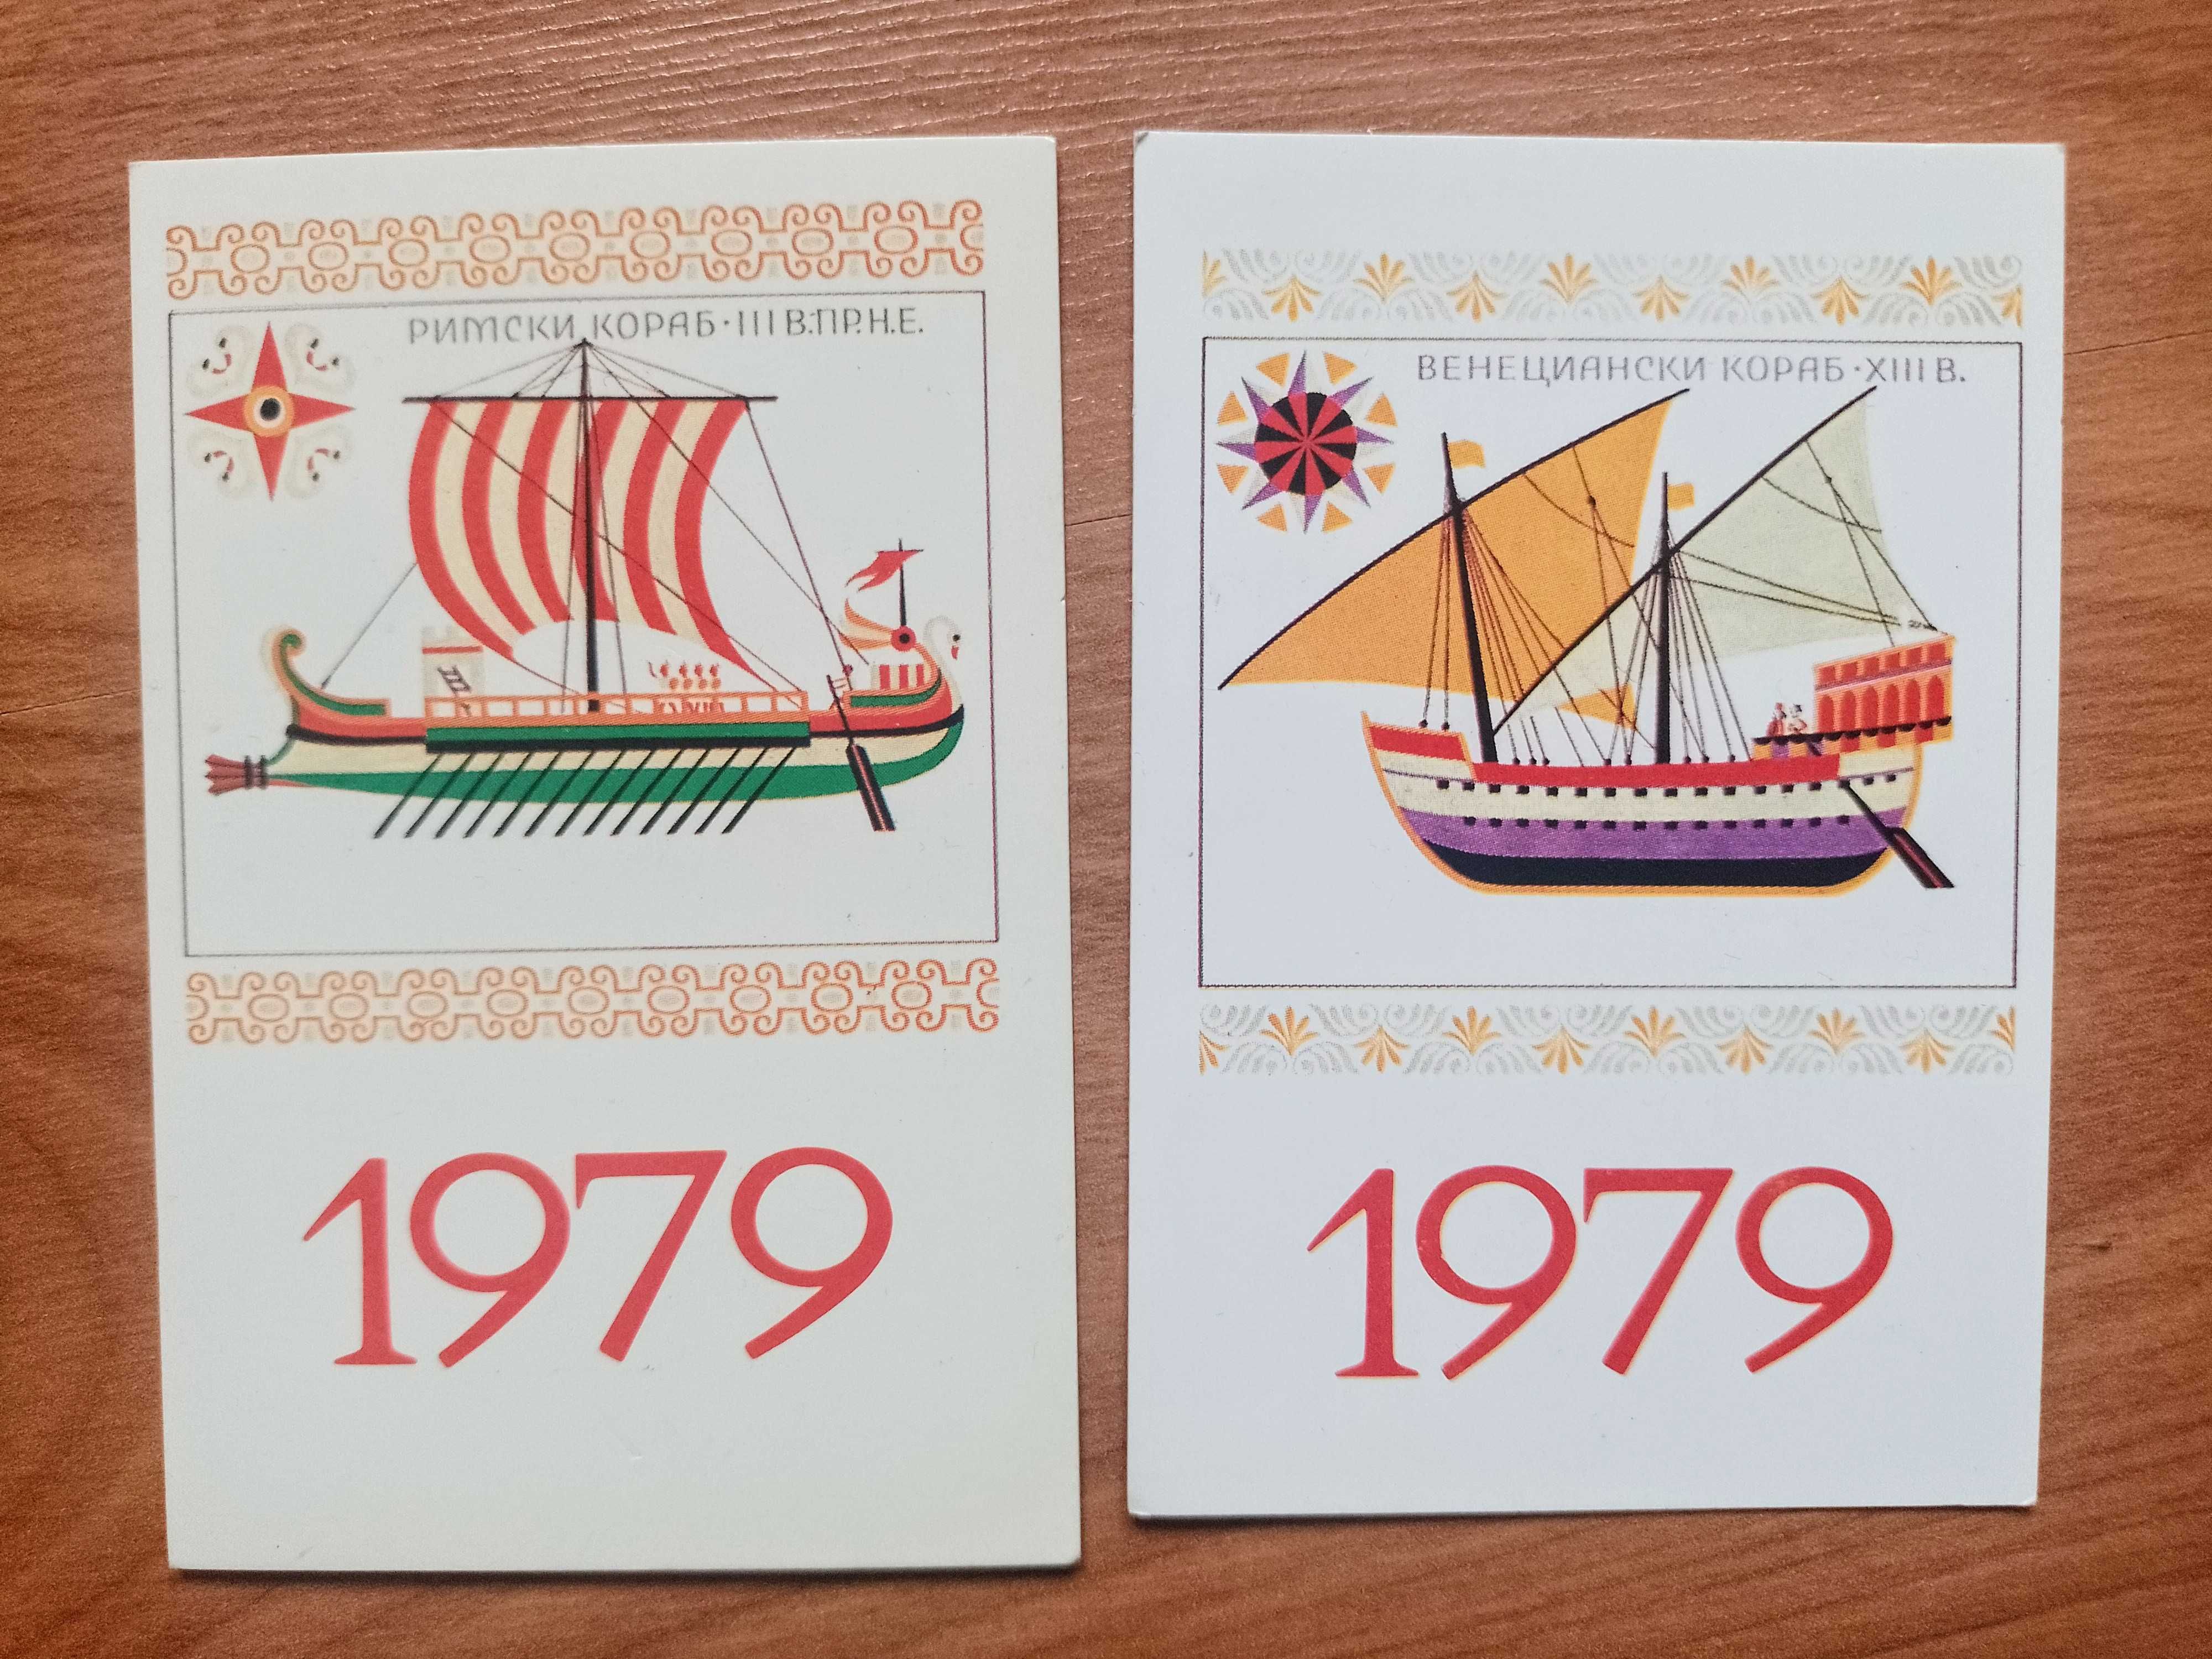 РИМСКИ КОРАБ·III В.ПР.Н.Е.
1979
ВЕНЕЦИАНСКИ КОРАБ·XIII В.
1979